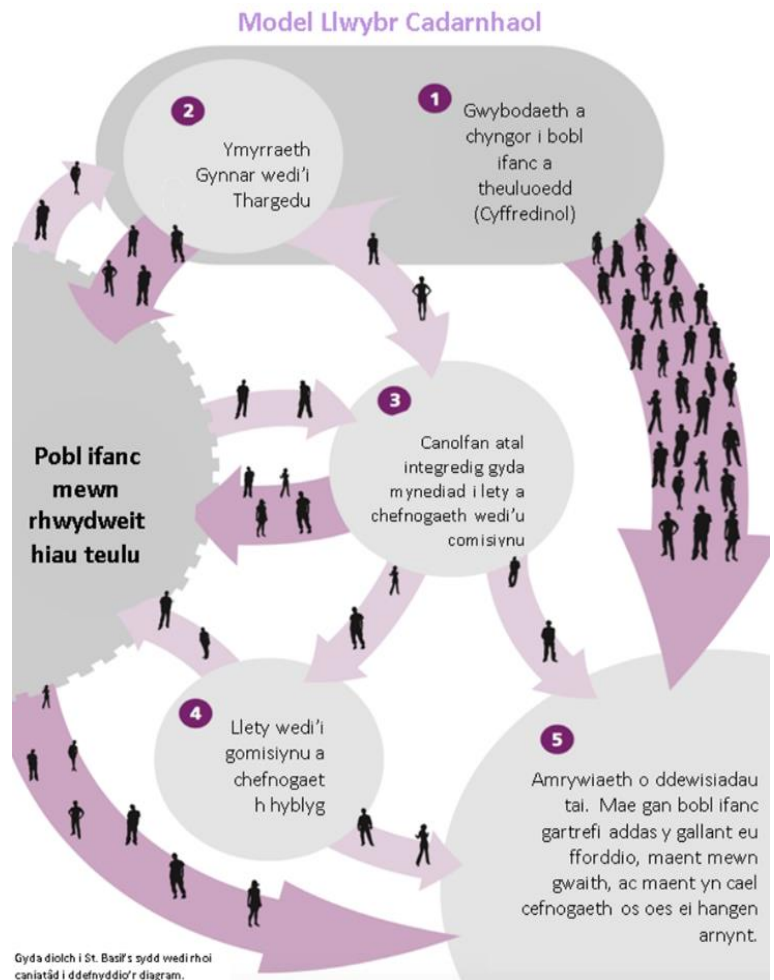 Model Llwybr Cadarnhaol
1
Gwybodaeth a
chyngor i bobl
ifanc a
theuluoedd
(Cyffredinol)
2
Ymyrraeth
Gynnar wedi'i
Thargedu
3
Canolfan atal
integredig gyda
mynediad i lety a
chefnogaeth wedi'u
comisiynu
Pobl ifanc
mewn
rhwydweit
hiau teulu
4
Llety wedi'i
gomisiynu a
chefnogaet
h hyblyg
5
Amrywiaeth o ddewisiadau
tai. Mae gan bobl ifanc
gartrefi addas y gallant eu
fforddio, maent mewn
gwaith, ac maent yn cael
cefnogaeth os oes ei hangen
arnynt.
Gyda diolch i St. Basil's sydd wedi rhoi
caniatâd i ddefnyddio'r diagram.